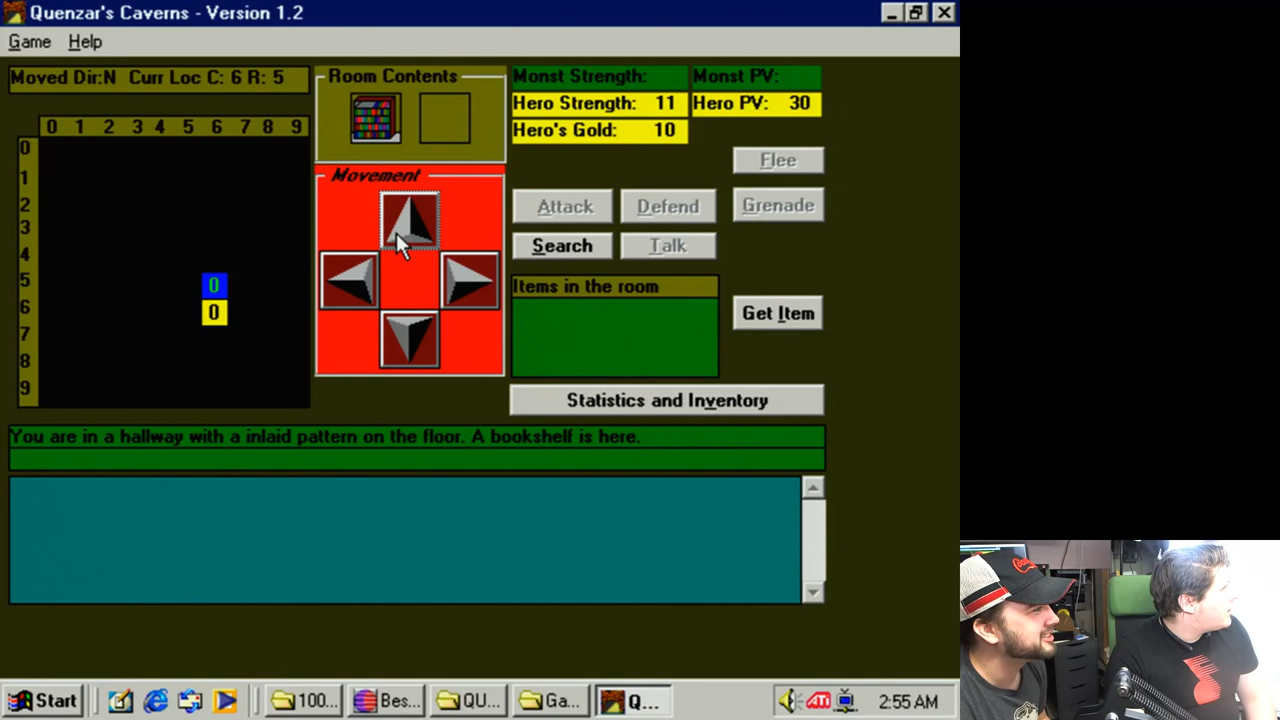 Quenzar's Caverns - Version 1.2
Game Help
Moved Dir:N Curr Loc C: 6 R: 5
0 1 2 3 4 5 6 7 8 9
0
1
2
3
4
5
6
7
8
9
0
0
Room Contents
Movement
Monst Strength: Monst PV:
Hero Strength: 11 Hero PV: 30
Hero's Gold: 10
Flee
Attack Defend Grenade
Search Talk
Items in the room
Get Item
Statistics and Inventory
You are in a hallway with a inlaid pattern on the floor. A bookshelf is here.
Start 100... Bes... QU... Ga... Q... 2:55 AM